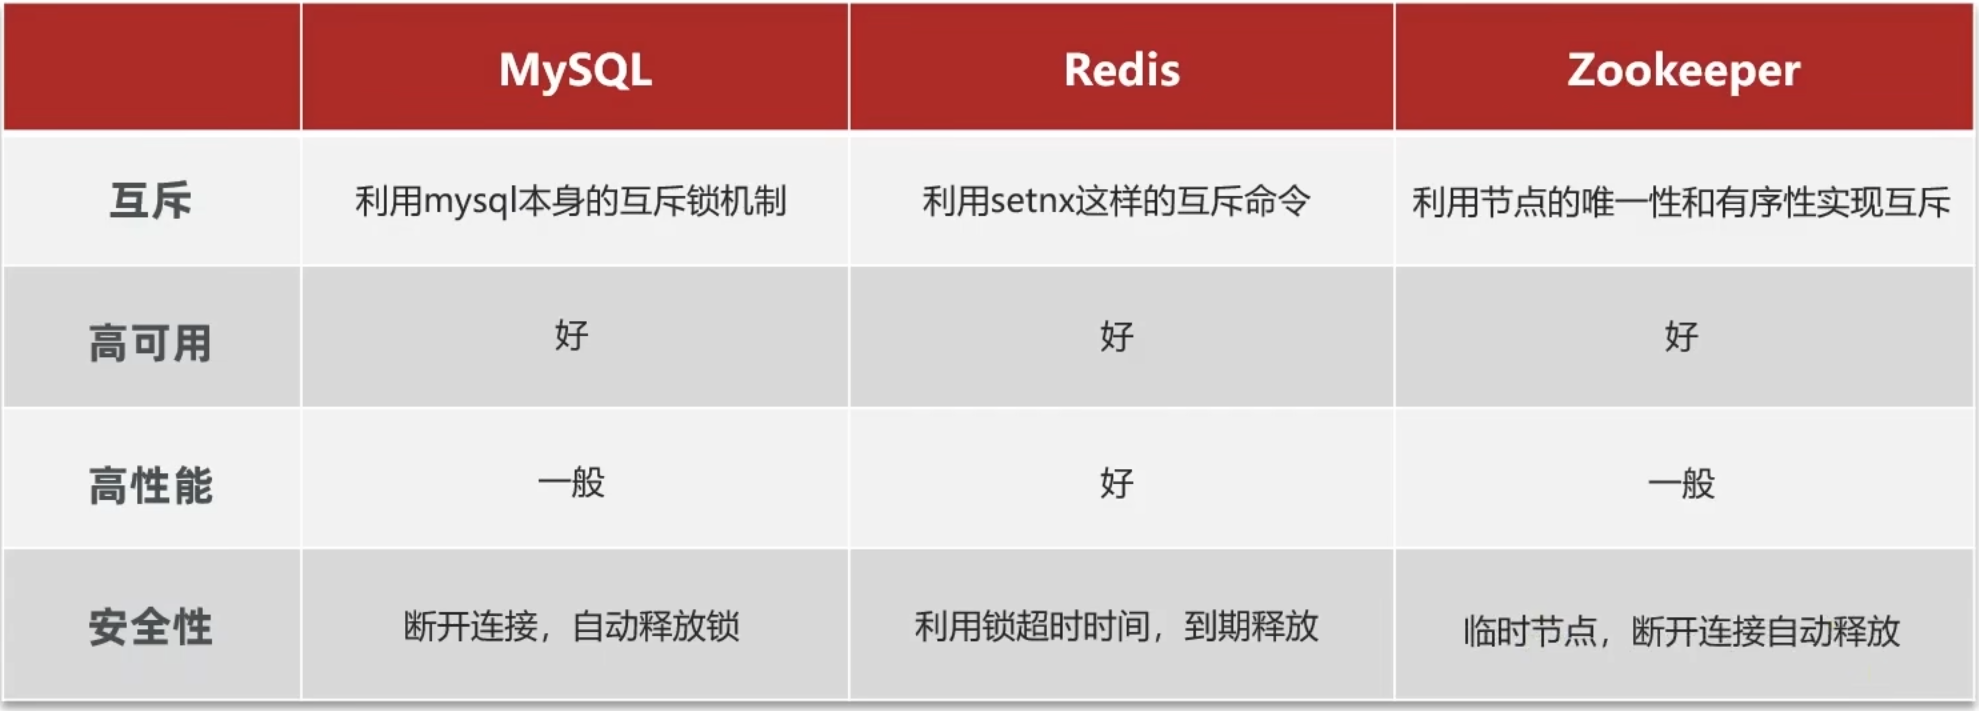 MySQL Redis Zookeeper
互斥 利用mysql本身的互斥锁机制 利用setnx这样的互斥命令 利用节点的唯一性和有序性实现互斥
高可用 好 好 好
高性能 一般 好 一般
安全性 断开连接，自动释放锁 利用锁超时时间，到期释放 临时节点，断开连接自动释放